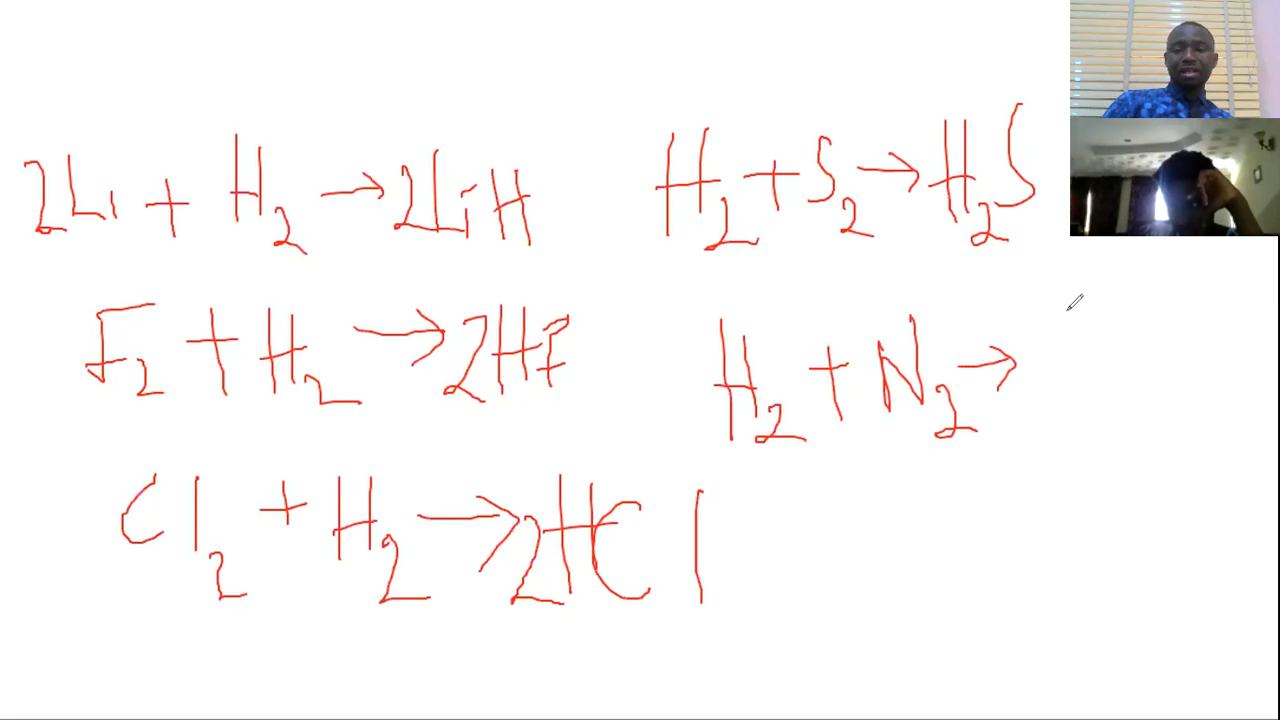 2Li + H2 → 2LiH
F2 + H2 → 2HF
Cl2 + H2 → 2HCl
H2 + S2 → H2S
H2 + N2 →